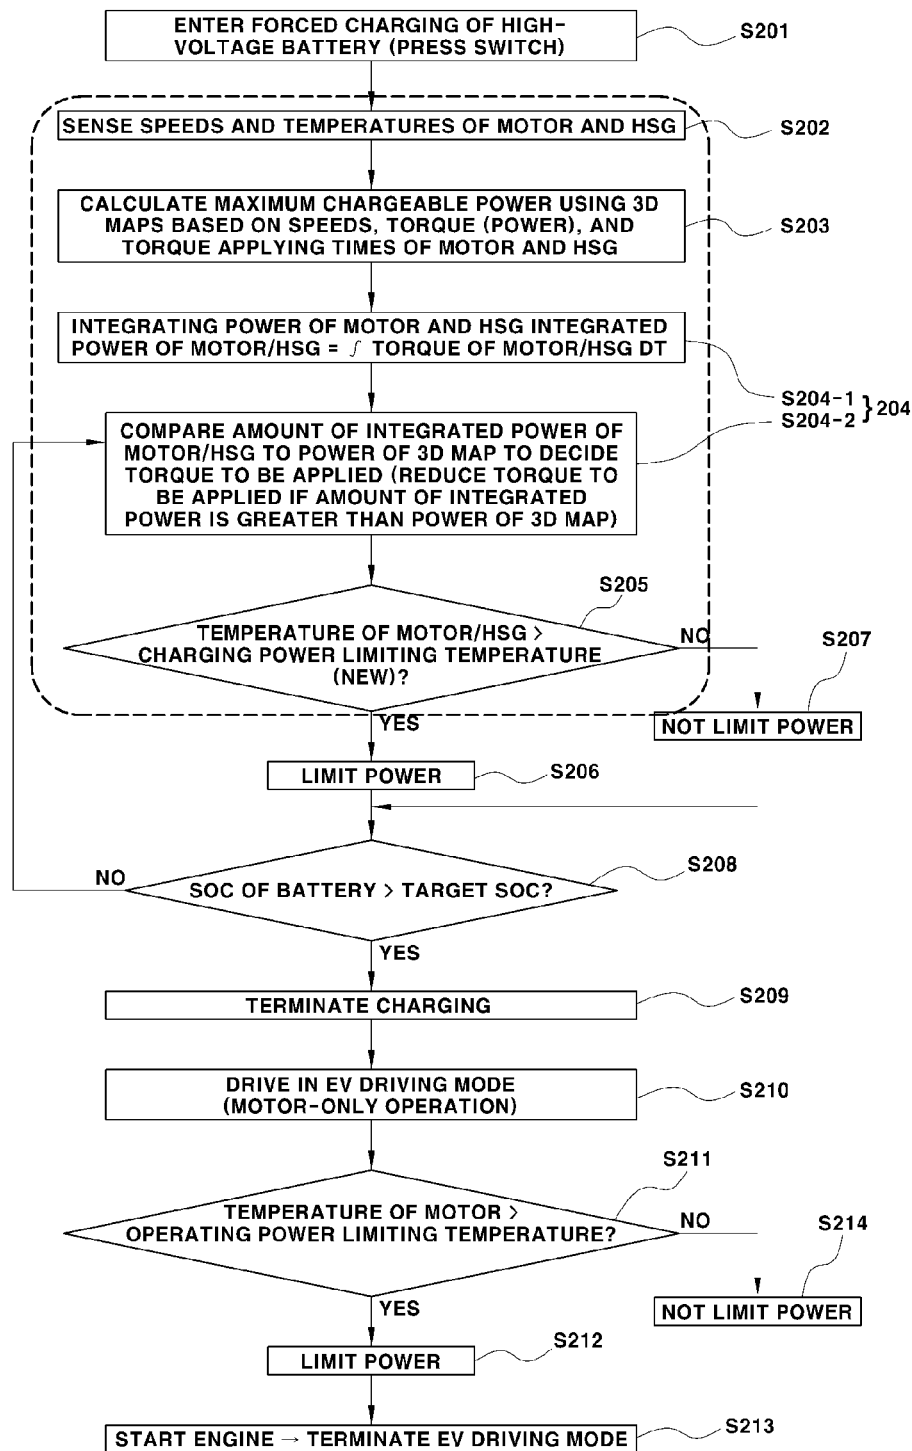 ENTER FORCED CHARGING OF HIGH-
VOLTAGE BATTERY (PRESS SWITCH)
S201
SENSE SPEEDS AND TEMPERATURES OF MOTOR AND HSG
S202
CALCULATE MAXIMUM CHARGEABLE POWER USING 3D
MAPS BASED ON SPEEDS, TORQUE (POWER), AND
TORQUE APPLYING TIMES OF MOTOR AND HSG
S203
INTEGRATING POWER OF MOTOR AND HSG INTEGRATED
POWER OF MOTOR/HSG = ∫ TORQUE OF MOTOR/HSG DT
S204-1
S204-2
} 204
COMPARE AMOUNT OF INTEGRATED POWER OF
MOTOR/HSG TO POWER OF 3D MAP TO DECIDE
TORQUE TO BE APPLIED (REDUCE TORQUE TO
BE APPLIED IF AMOUNT OF INTEGRATED
POWER IS GREATER THAN POWER OF 3D MAP)
S205
TEMPERATURE OF MOTOR/HSG >
CHARGING POWER LIMITING TEMPERATURE
(NEW)?
NO
S207
YES
NOT LIMIT POWER
LIMIT POWER
S206
NO
SOC OF BATTERY > TARGET SOC?
S208
YES
TERMINATE CHARGING
S209
DRIVE IN EV DRIVING MODE
(MOTOR-ONLY OPERATION)
S210
S211
TEMPERATURE OF MOTOR >
OPERATING POWER LIMITING TEMPERATURE?
NO
S214
YES
NOT LIMIT POWER
LIMIT POWER
S212
START ENGINE → TERMINATE EV DRIVING MODE
S213